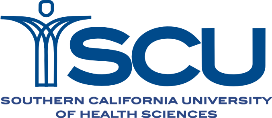 SCU
SOUTHERN CALIFORNIA UNIVERSITY
OF HEALTH SCIENCES